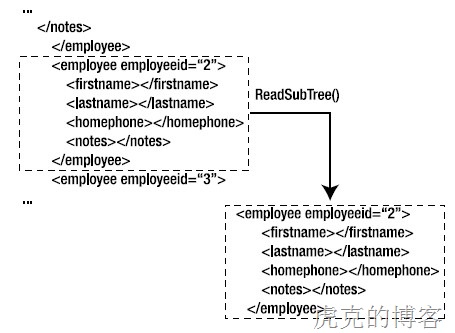 ...
</notes>
</employee>
<employee employeeid=“2”>
<firstname></firstname>
<lastname></lastname>
<homephone></homephone>
<notes></notes>
</employee>
<employee employeeid=“3”>
...
ReadSubTree()
<employee employeeid=“2”>
<firstname></firstname>
<lastname></lastname>
<homephone></homephone>
<notes></notes>
</employee>
虎克的博客